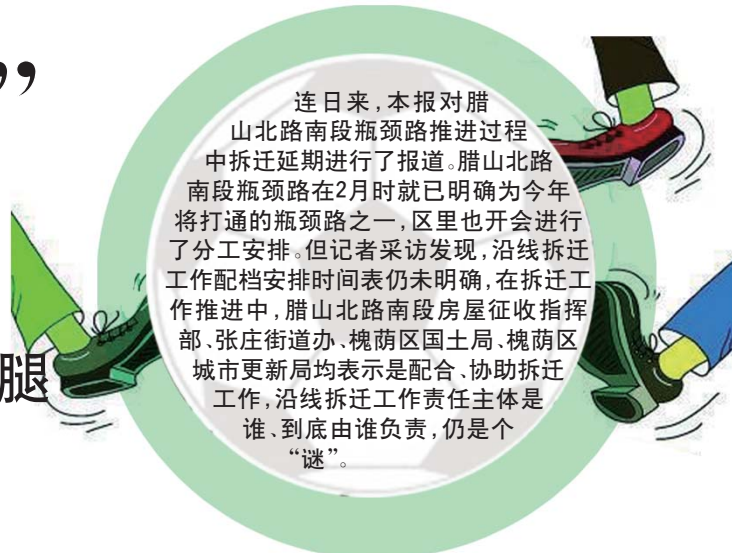 ”
连日来,本报对腊
山北路南段瓶颈路推进过程
中拆迁延期进行了报道。腊山北路
南段瓶颈路在2月时就已明确为今年
将打通的瓶颈路之一,区里也开会进行
了分工安排。但记者采访发现,沿线拆迁
工作配档安排时间表仍未明确,在拆迁工
作推进中,腊山北路南段房屋征收指挥
部、张庄街道办、槐荫区国土局、槐荫区
城市更新局均表示是配合、协助拆迁
工作,沿线拆迁工作责任主体是
谁、到底由谁负责,仍是个
“谜”。
腿